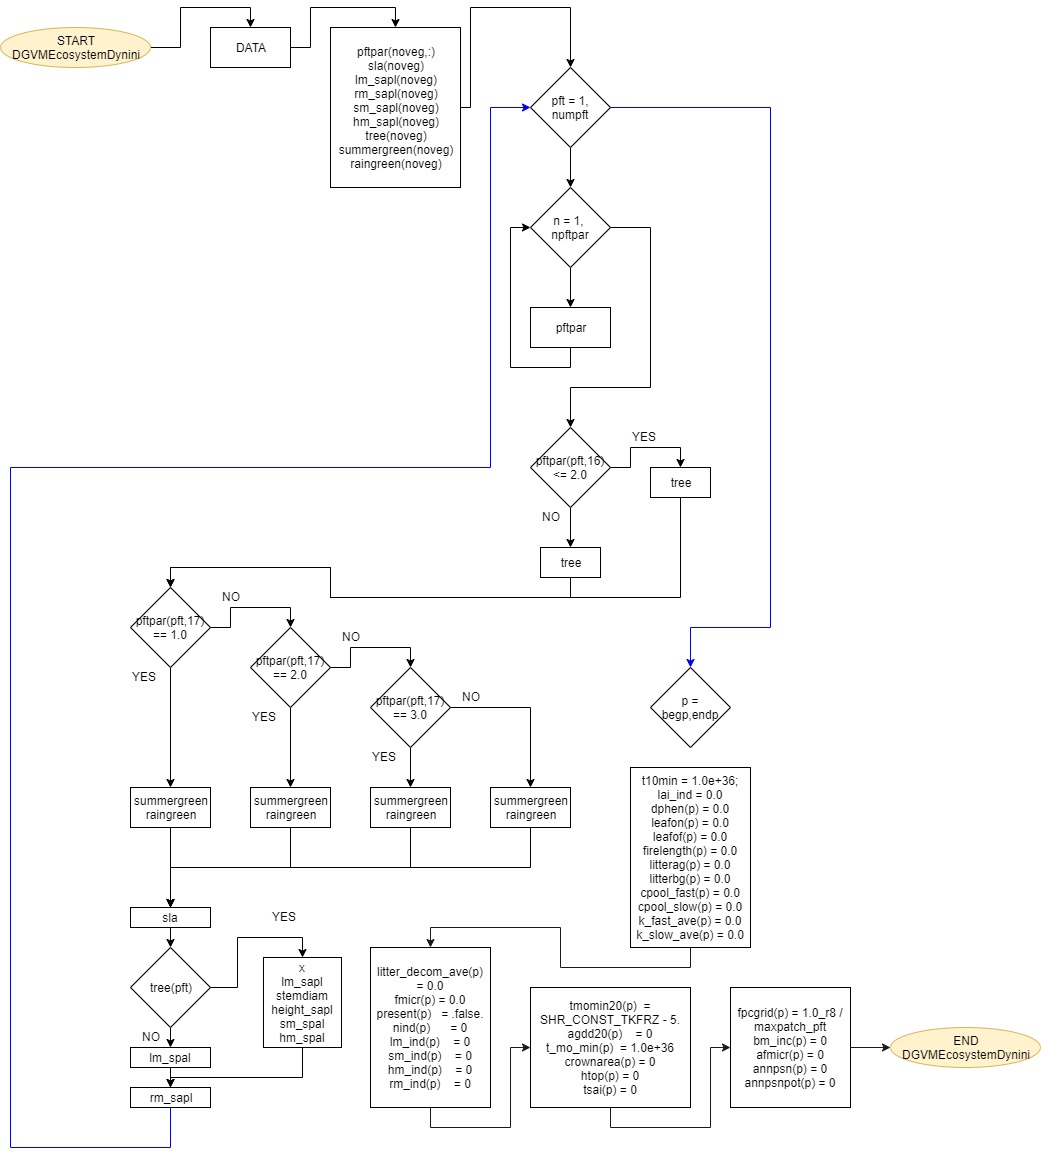 START
DGVMEcosystemDynini
DATA
pftpar(noveg,:)
sla(noveg)
lm_sapl(noveg)
rm_sapl(noveg)
sm_sapl(noveg)
hm_sapl(noveg)
tree(noveg)
summergreen(noveg)
raingreen(noveg)
pft = 1,
numpft
n = 1,
npftpar
pftpar
pftpar(pft,16)
<= 2.0
YES
tree
NO
tree
pftpar(pft,17)
== 1.0
NO
YES
pftpar(pft,17)
== 2.0
NO
YES
pftpar(pft,17)
== 3.0
NO
YES
summergreen
raingreen
summergreen
raingreen
summergreen
raingreen
summergreen
raingreen
sla
tree(pft)
YES
x
lm_sapl
stemdiam
height_sapl
sm_spal
hm_spal
NO
lm_spal
rm_sapl
p =
begp,endp
t10min = 1.0e+36;
lai_ind = 0.0
dphen(p) = 0.0
leafon(p) = 0.0
leafof(p) = 0.0
firelength(p) = 0.0
litterag(p) = 0.0
litterbg(p) = 0.0
cpool_fast(p) = 0.0
cpool_slow(p) = 0.0
k_fast_ave(p) = 0.0
k_slow_ave(p) = 0.0
litter_decom_ave(p)
= 0.0
fmicr(p) = 0.0
present(p) = .false.
nind(p) = 0
lm_ind(p) = 0
sm_ind(p) = 0
hm_ind(p) = 0
rm_ind(p) = 0
tmomin20(p) =
SHR_CONST_TKFRZ - 5.
agdd20(p) = 0
t_mo_min(p) = 1.0e+36
crownarea(p) = 0
htop(p) = 0
tsai(p) = 0
fpcgrid(p) = 1.0_r8 /
maxpatch_pft
bm_inc(p) = 0
afmicr(p) = 0
annpsn(p) = 0
annpsnpot(p) = 0
END
DGVMEcosystemDynini